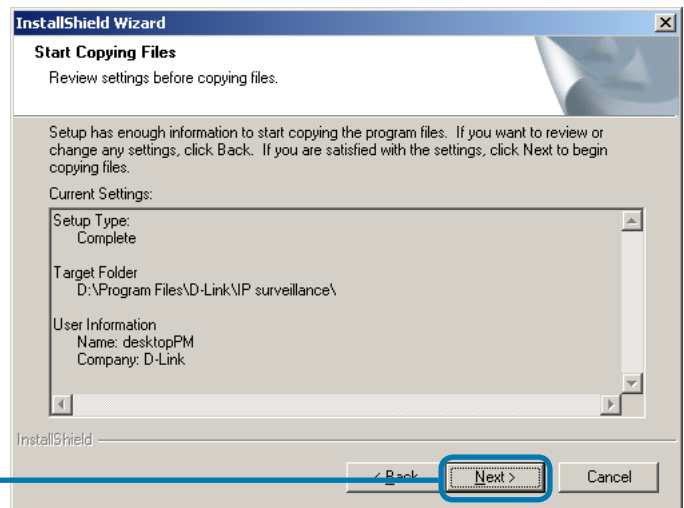 InstallShield Wizard
Start Copying Files
Review settings before copying files.
Setup has enough information to start copying the program files.  If you want to review or
change any settings, click Back.  If you are satisfied with the settings, click Next to begin
copying files.
Current Settings:
Setup Type:
Complete
Target Folder
D:\Program Files\D-Link\IP surveillance\
User Information
Name: desktopPM
Company: D-Link
InstallShield
< Back
Next >
Cancel